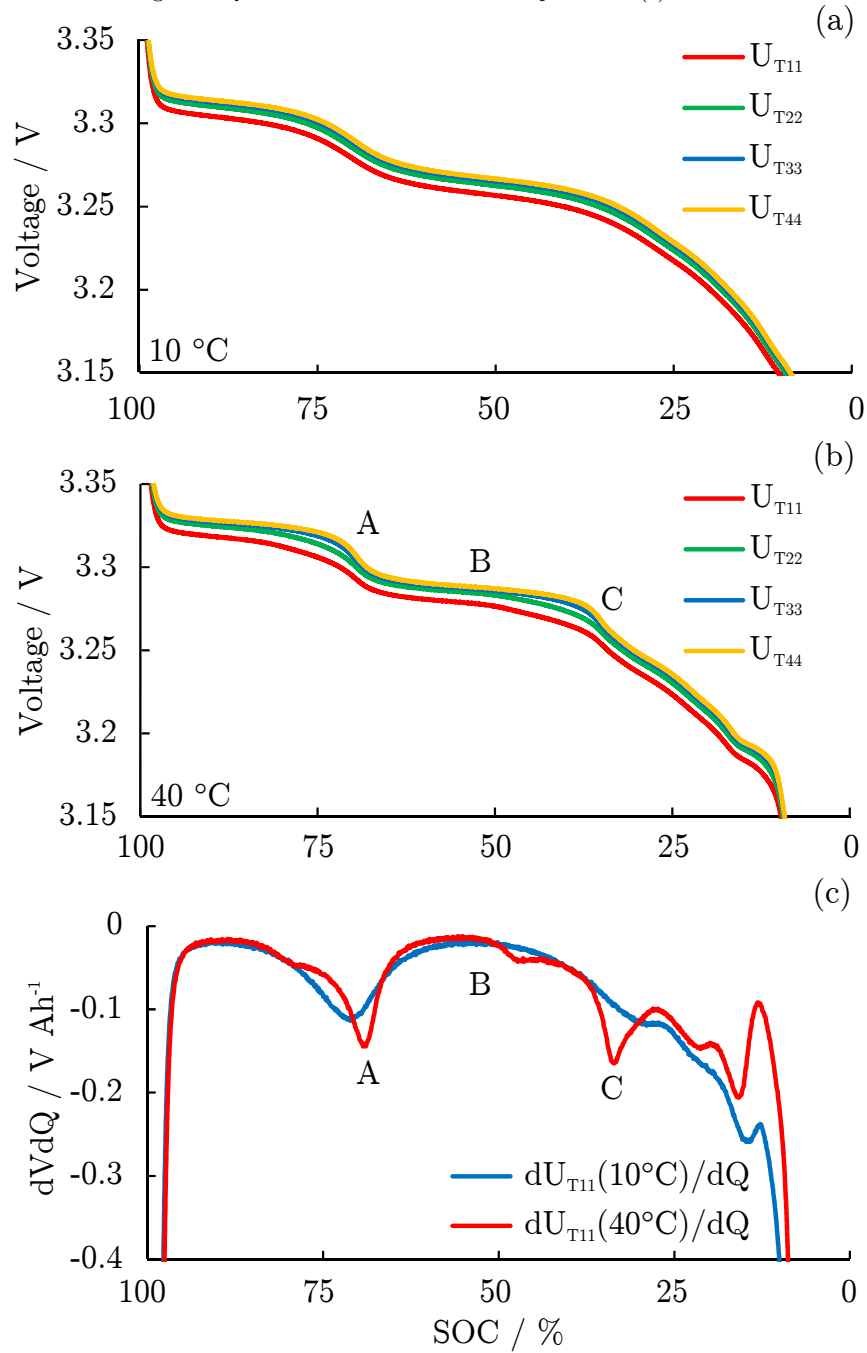 (a)
3.35
3.3
3.25
3.2
3.15
Voltage / V
U_T11
U_T22
U_T33
U_T44
10 °C
100
75
50
25
0
(b)
3.35
3.3
3.25
3.2
3.15
Voltage / V
A
B
C
U_T11
U_T22
U_T33
U_T44
40 °C
100
75
50
25
0
(c)
0
-0.1
-0.2
-0.3
-0.4
dVdQ / V Ah⁻¹
A
B
C
dU_T11(10°C)/dQ
dU_T11(40°C)/dQ
100
75
50
25
0
SOC / %